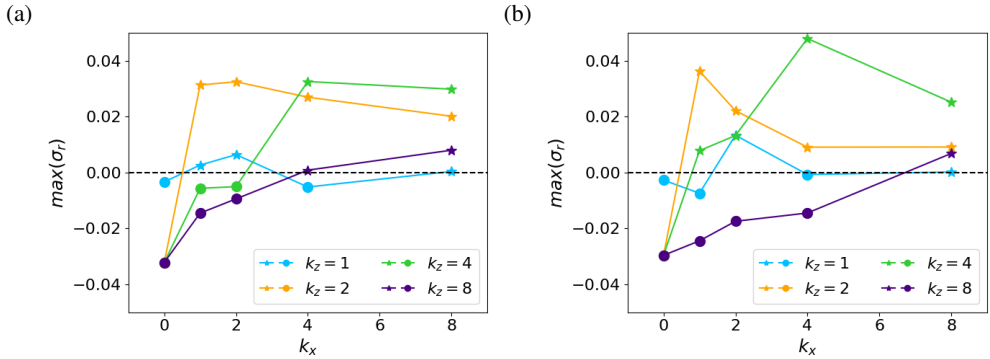 (a)
(b)
0.04
0.02
0.00
−0.02
−0.04
max(σr)
0 2 4 6 8
kx
kz = 1
kz = 2
kz = 4
kz = 8
0.04
0.02
0.00
−0.02
−0.04
max(σr)
0 2 4 6 8
kx
kz = 1
kz = 2
kz = 4
kz = 8